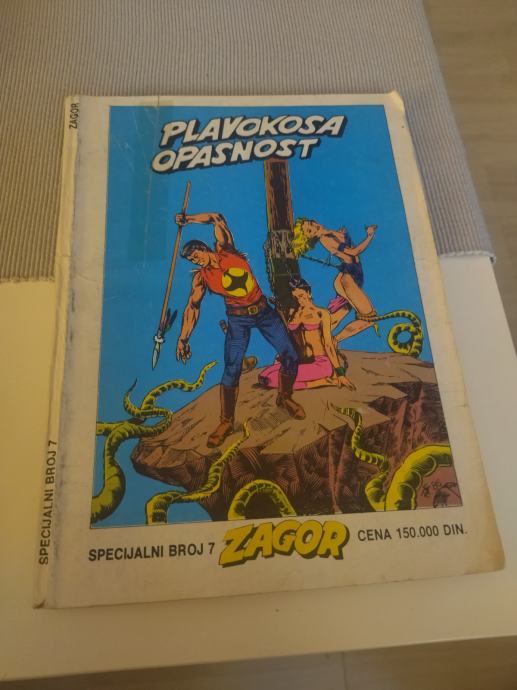 PLAVOKOSA
OPASNOST
SPECIJALNI BROJ 7 ZAGOR CENA 150.000 DIN.
ZAGOR
SPECIJALNI BROJ 7